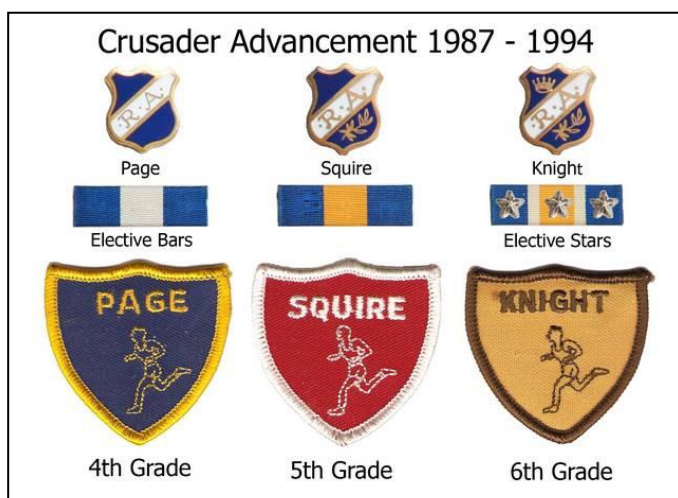 Crusader Advancement 1987 - 1994
R.A.
R.A.
R.A.
Page
Squire
Knight
Elective Bars
Elective Stars
PAGE
SQUIRE
KNIGHT
4th Grade
5th Grade
6th Grade